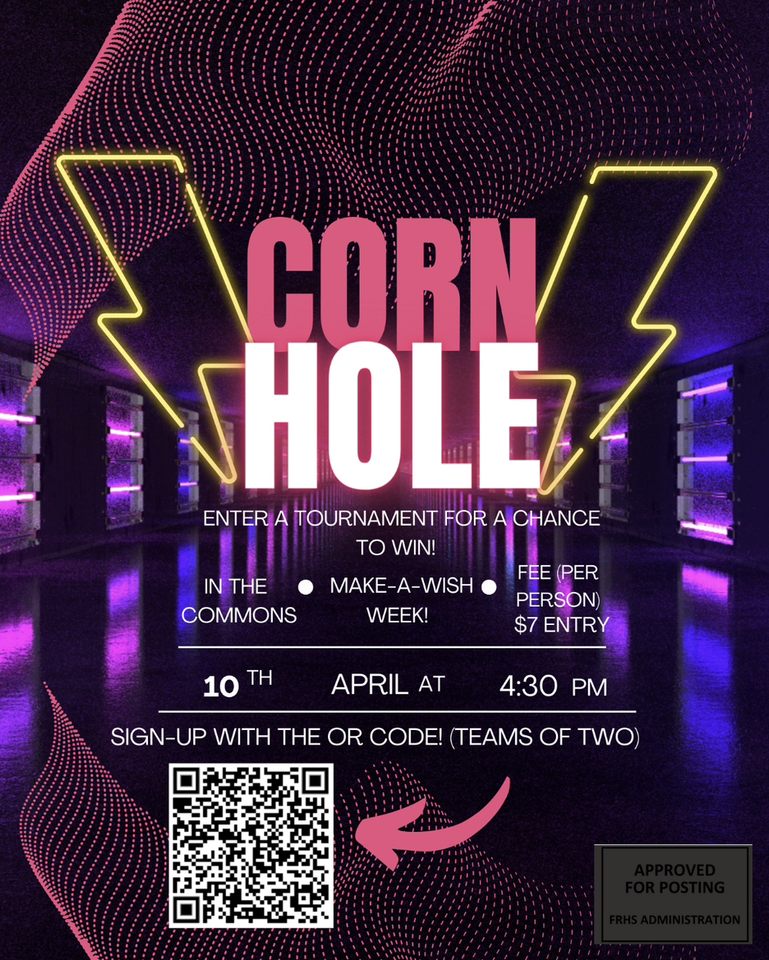 CORN
HOLE
ENTER A TOURNAMENT FOR A CHANCE
TO WIN!
IN THE
COMMONS
MAKE-A-WISH
WEEK!
FEE (PER
PERSON)
$7 ENTRY
10 TH APRIL AT 4:30 PM
SIGN-UP WITH THE QR CODE! (TEAMS OF TWO)
APPROVED
FOR POSTING
FRHS ADMINISTRATION